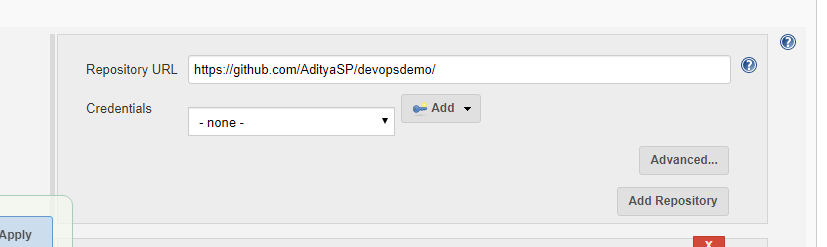 Repository URL https://github.com/AdityaSP/devopsdemo/
Credentials
- none - Add
Advanced...
Add Repository
Apply
X